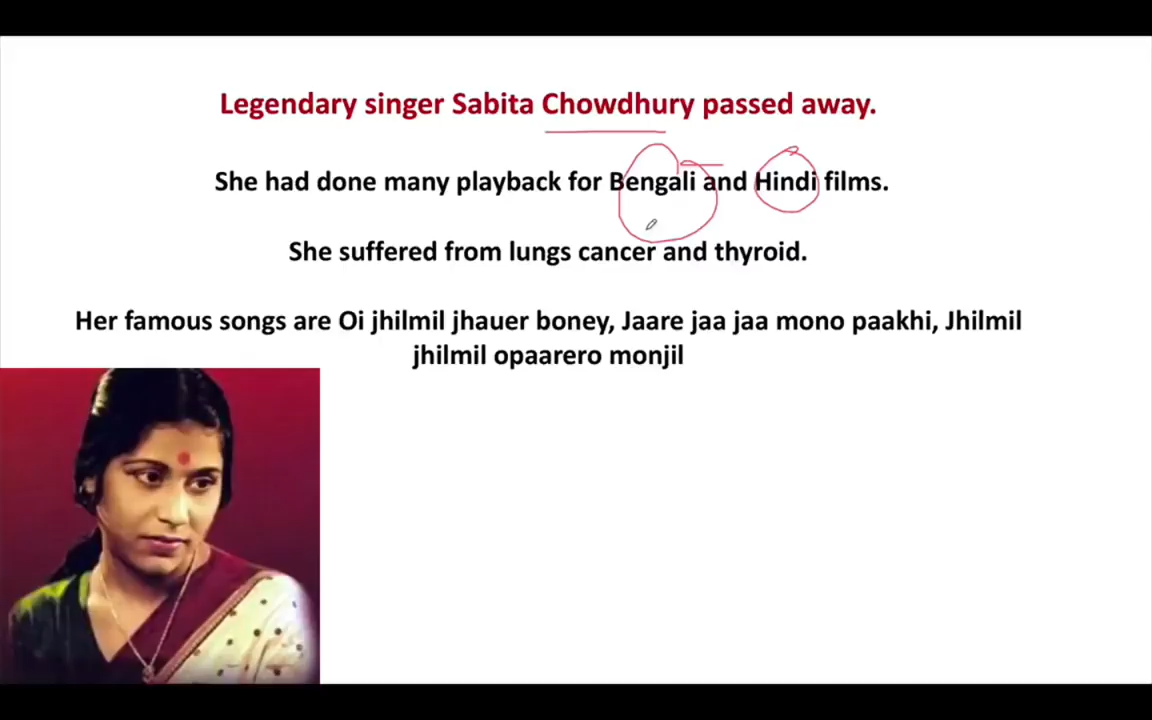 Legendary singer Sabita Chowdhury passed away.
She had done many playback for Bengali and Hindi films.
She suffered from lungs cancer and thyroid.
Her famous songs are Oi jhilmil jhauer boney, Jaare jaa jaa mono paakhi, Jhilmil
jhilmil opaarero monjil